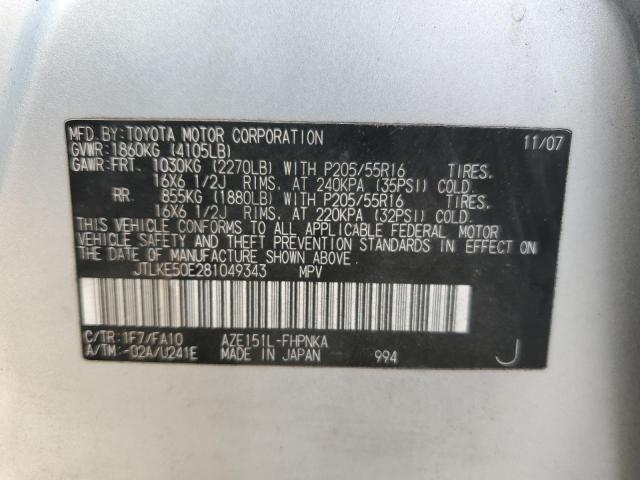 MFD.BY:TOYOTA MOTOR CORPORATION 11/07
GVWR:1860KG (4105LB)
GAWR:FRT. 1030KG (2270LB) WITH P205/55R16 TIRES.
16X6 1/2J RIMS. AT 240KPA (35PSI) COLD.
RR. 855KG (1880LB) WITH P205/55R16 TIRES.
16X6 1/2J RIMS. AT 220KPA (32PSI) COLD.
THIS VEHICLE CONFORMS TO ALL APPLICABLE FEDERAL MOTOR
VEHICLE SAFETY AND THEFT PREVENTION STANDARDS IN EFFECT ON
THE DATE OF MANUFACTURE SHOWN ABOVE.
JTLKE50E281049343 MPV
C/TR:1F7/FA10 AZE151L-FHPNKA
A/TM:-02A/U241E MADE IN JAPAN 994 J